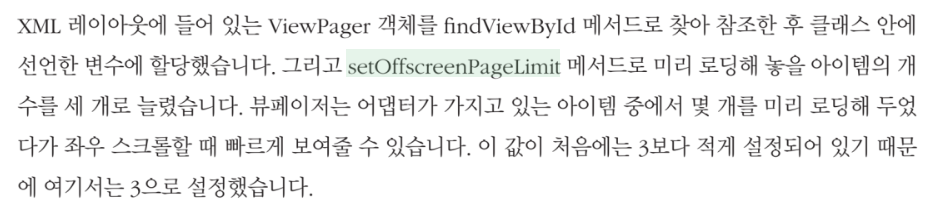 XML 레이아웃에 들어 있는 ViewPager 객체를 findViewById 메서드로 찾아 참조한 후 클래스 안에
선언한 변수에 할당했습니다. 그리고 setOffscreenPageLimit 메서드로 미리 로딩해 놓을 아이템의 개
수를 세 개로 늘렸습니다. 뷰페이저는 어댑터가 가지고 있는 아이템 중에서 몇 개를 미리 로딩해 두었
다가 좌우 스크롤할 때 빠르게 보여줄 수 있습니다. 이 값이 처음에는 3보다 적게 설정되어 있기 때문
에 여기서는 3으로 설정했습니다.